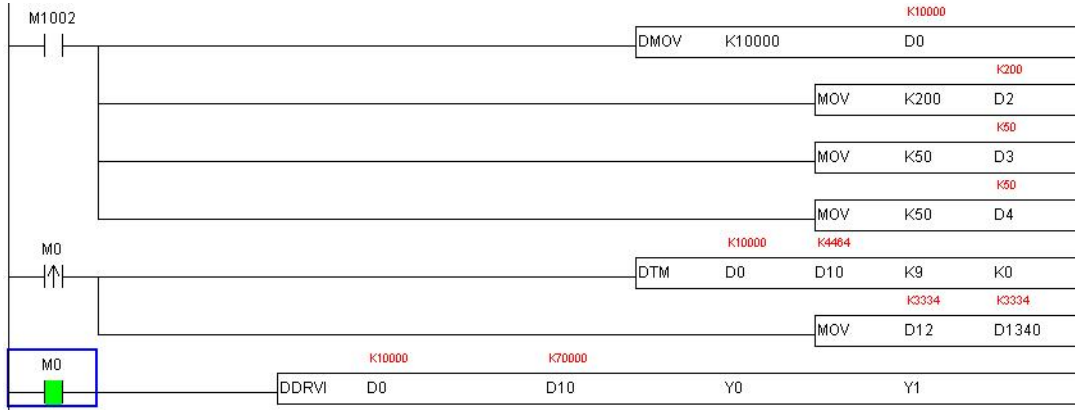 M1002
K10000
DMOV K10000 D0
K200
MOV K200 D2
K50
MOV K50 D3
K50
MOV K50 D4
M0
K10000 K4464
DTM D0 D10 K9 K0
K3334 K3334
MOV D12 D1340
M0
K10000 K70000
DDRVI D0 D10 Y0 Y1